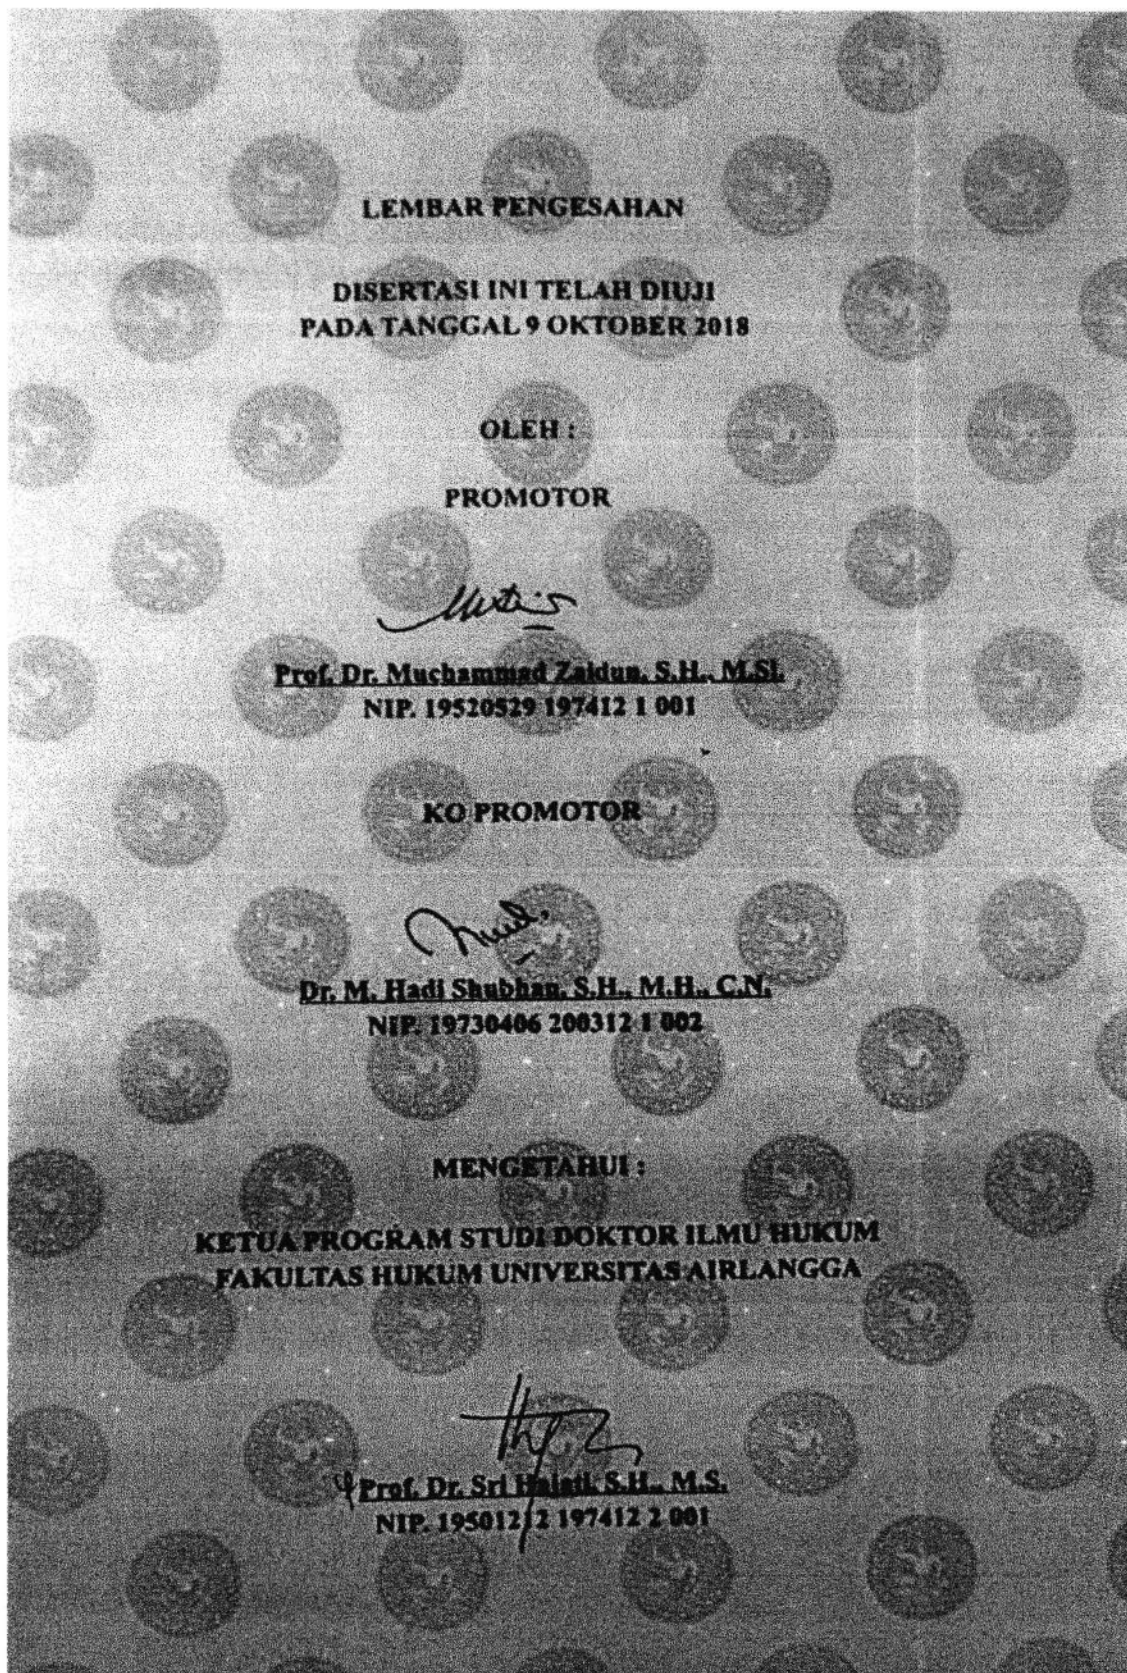 LEMBAR PENGESAHAN
DISERTASI INI TELAH DIUJI
PADA TANGGAL 9 OKTOBER 2018
OLEH :
PROMOTOR
Prof. Dr. Muchammad Zaidun, S.H., M.Si.
NIP. 19520529 197412 1 001
KO PROMOTOR
Dr. M. Hadi Shubhan, S.H., M.H., C.N.
NIP. 19730406 200312 1 002
MENGETAHUI :
KETUA PROGRAM STUDI DOKTOR ILMU HUKUM
FAKULTAS HUKUM UNIVERSITAS AIRLANGGA
Prof. Dr. Sri Hajati, S.H., M.S.
NIP. 197412 2 001